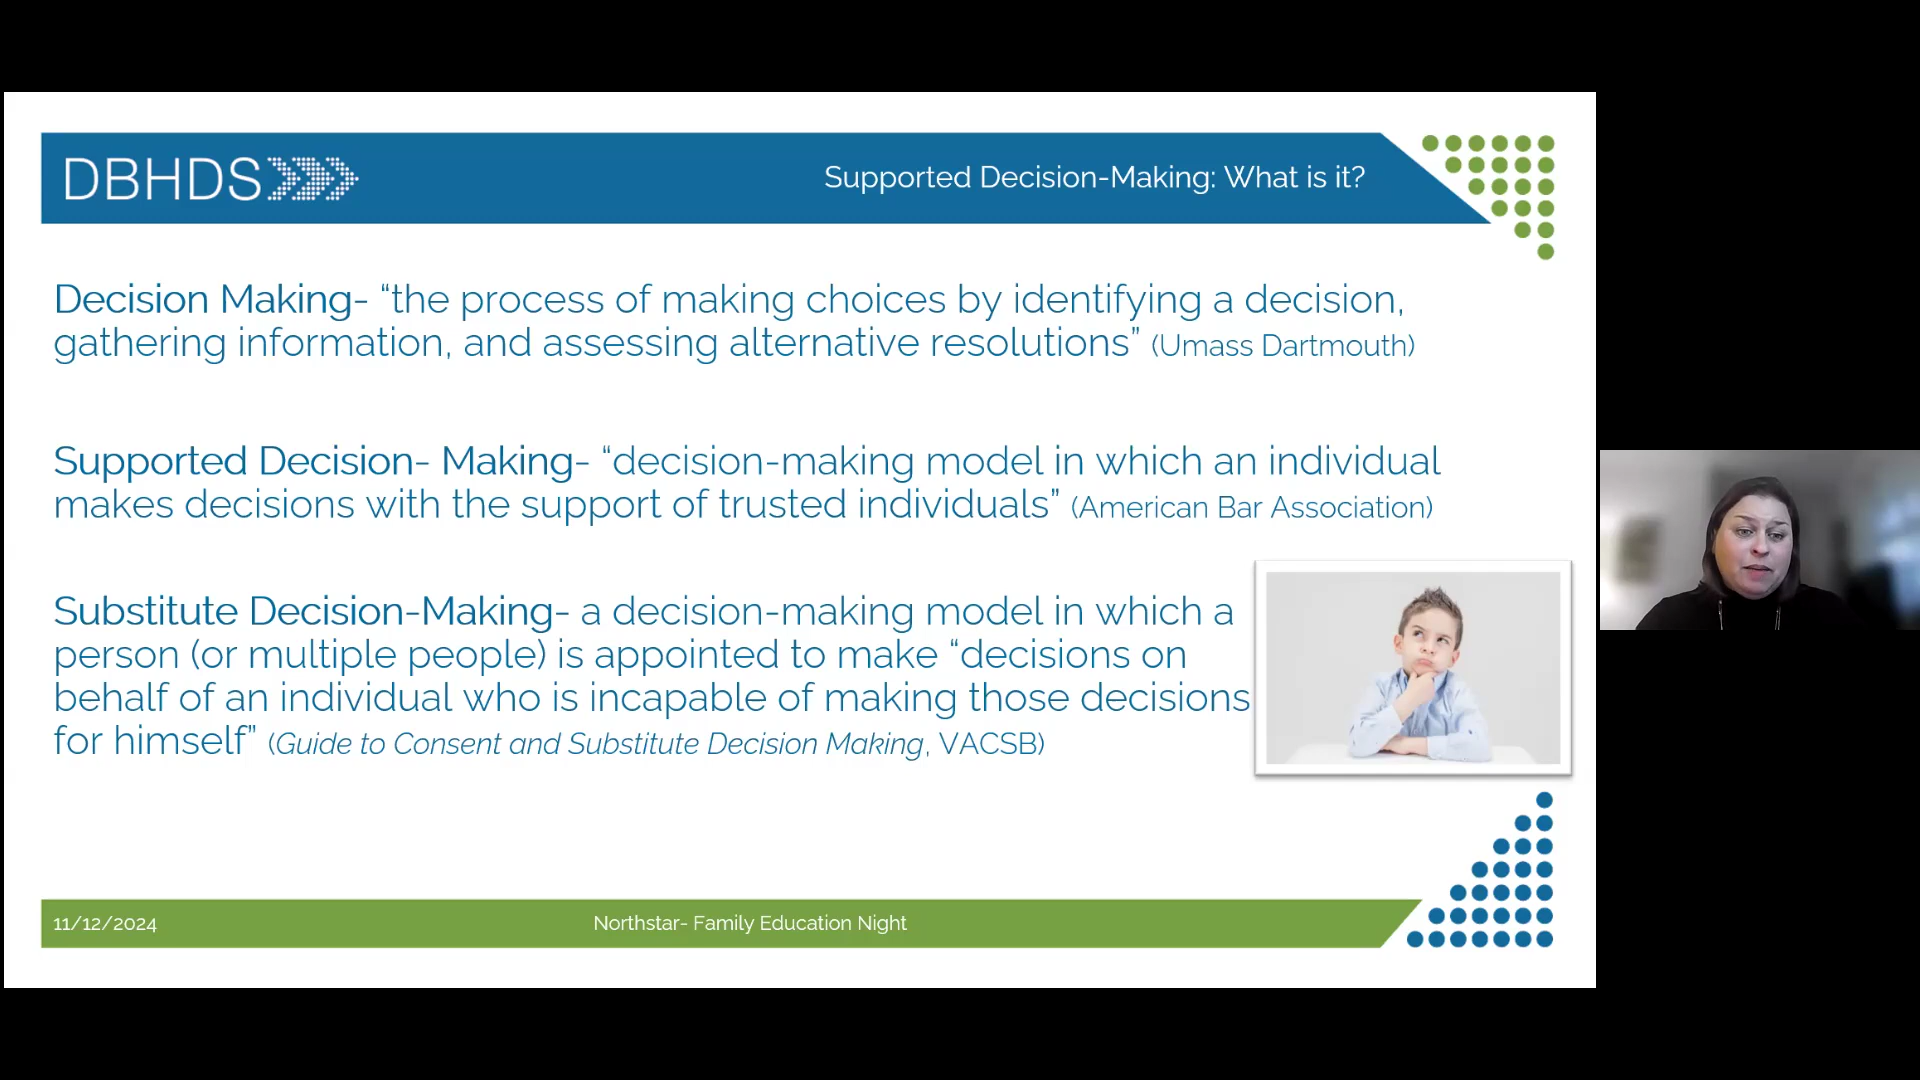 DBHDS
Supported Decision-Making: What is it?
Decision Making- “the process of making choices by identifying a decision,
gathering information, and assessing alternative resolutions” (Umass Dartmouth)
Supported Decision- Making- “decision-making model in which an individual
makes decisions with the support of trusted individuals” (American Bar Association)
Substitute Decision-Making- a decision-making model in which a
person (or multiple people) is appointed to make “decisions on
behalf of an individual who is incapable of making those decisions
for himself” (Guide to Consent and Substitute Decision Making, VACSB)
11/12/2024
Northstar- Family Education Night